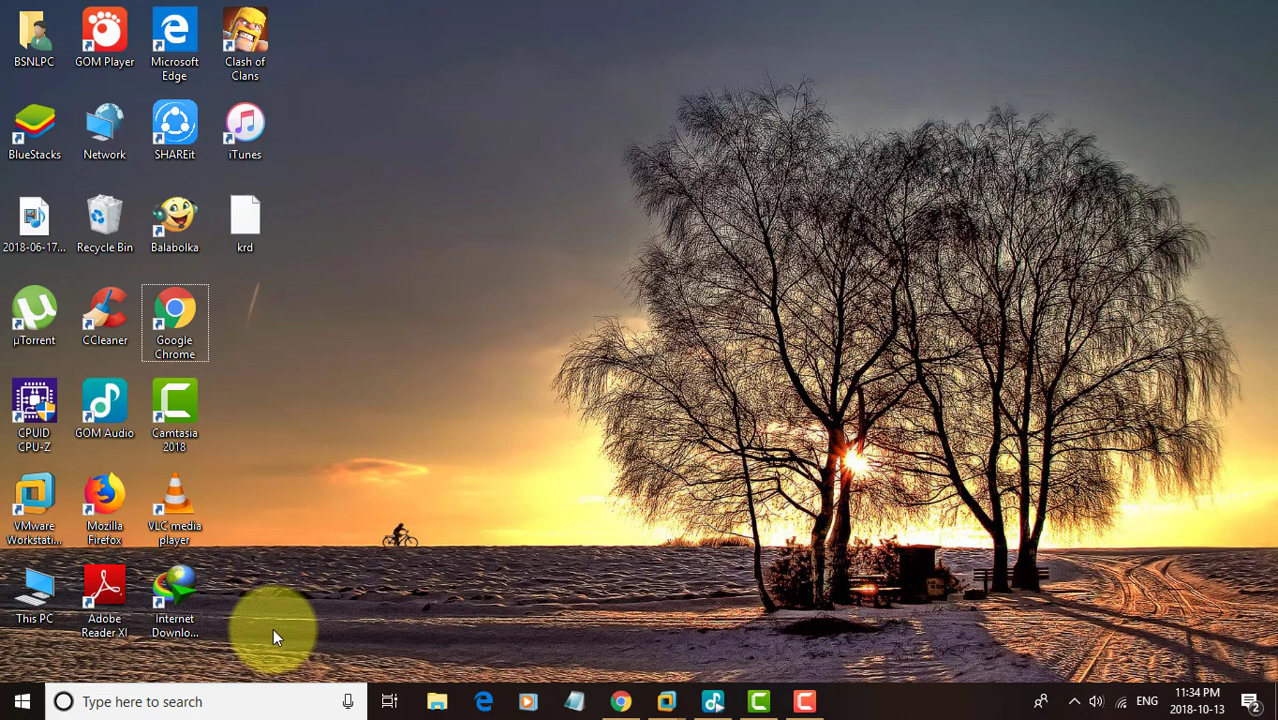 BSNLPC
GOM Player
Microsoft
Edge
Clash of
Clans
BlueStacks
Network
SHAREit
iTunes
2018-06-17...
Recycle Bin
Balabolka
krd
µTorrent
CCleaner
Google
Chrome
CPUID
CPU-Z
GOM Audio
Camtasia
2018
VMware
Workstati...
Mozilla
Firefox
VLC media
player
This PC
Adobe
Reader XI
Internet
Downlo...
Type here to search
ENG
11:34 PM
2018-10-13
2